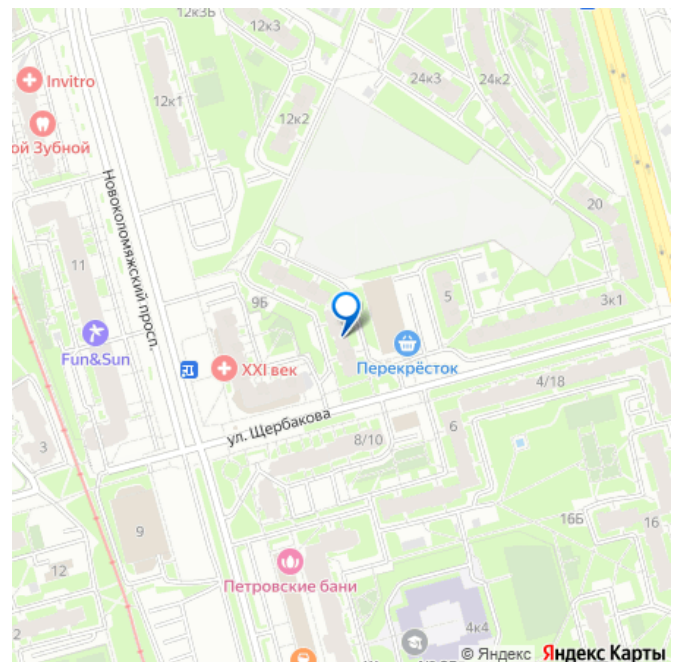 12к3Б
12к3
24к3
24к2
Invitro
12к1
12к2
ой Зубной
Новоколомяжский просп.
20
11
9Б
5
3к1
Fun&Sun
XXI век
Перекрёсток
4/18
ул. Щербакова
8/10
6
3
9
16Б
16
12
Петровские бани
4к4
© Яндекс Яндекс Карты